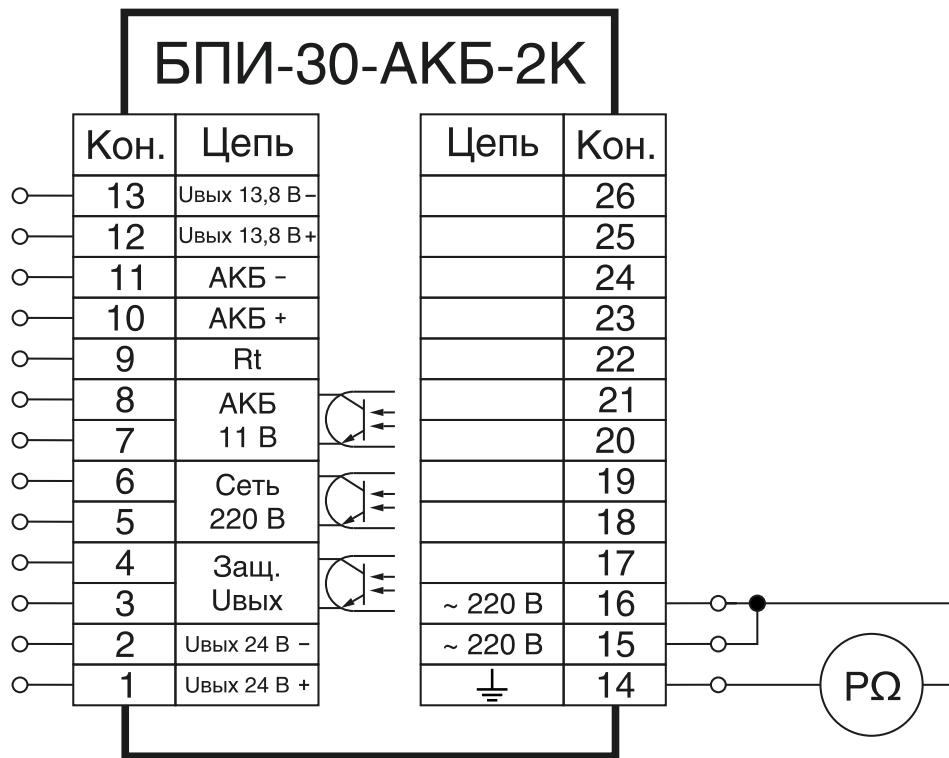 БПИ-30-АКБ-2К
Кон. Цепь Цепь Кон.
13 Uвых 13,8 В − 26
12 Uвых 13,8 В + 25
11 АКБ − 24
10 АКБ + 23
9 Rt 22
8 АКБ 21
7 11 В 20
6 Сеть 19
5 220 В 18
4 Защ. 17
3 Uвых ~ 220 В 16
2 Uвых 24 В − ~ 220 В 15
1 Uвых 24 В + 14
РΩ